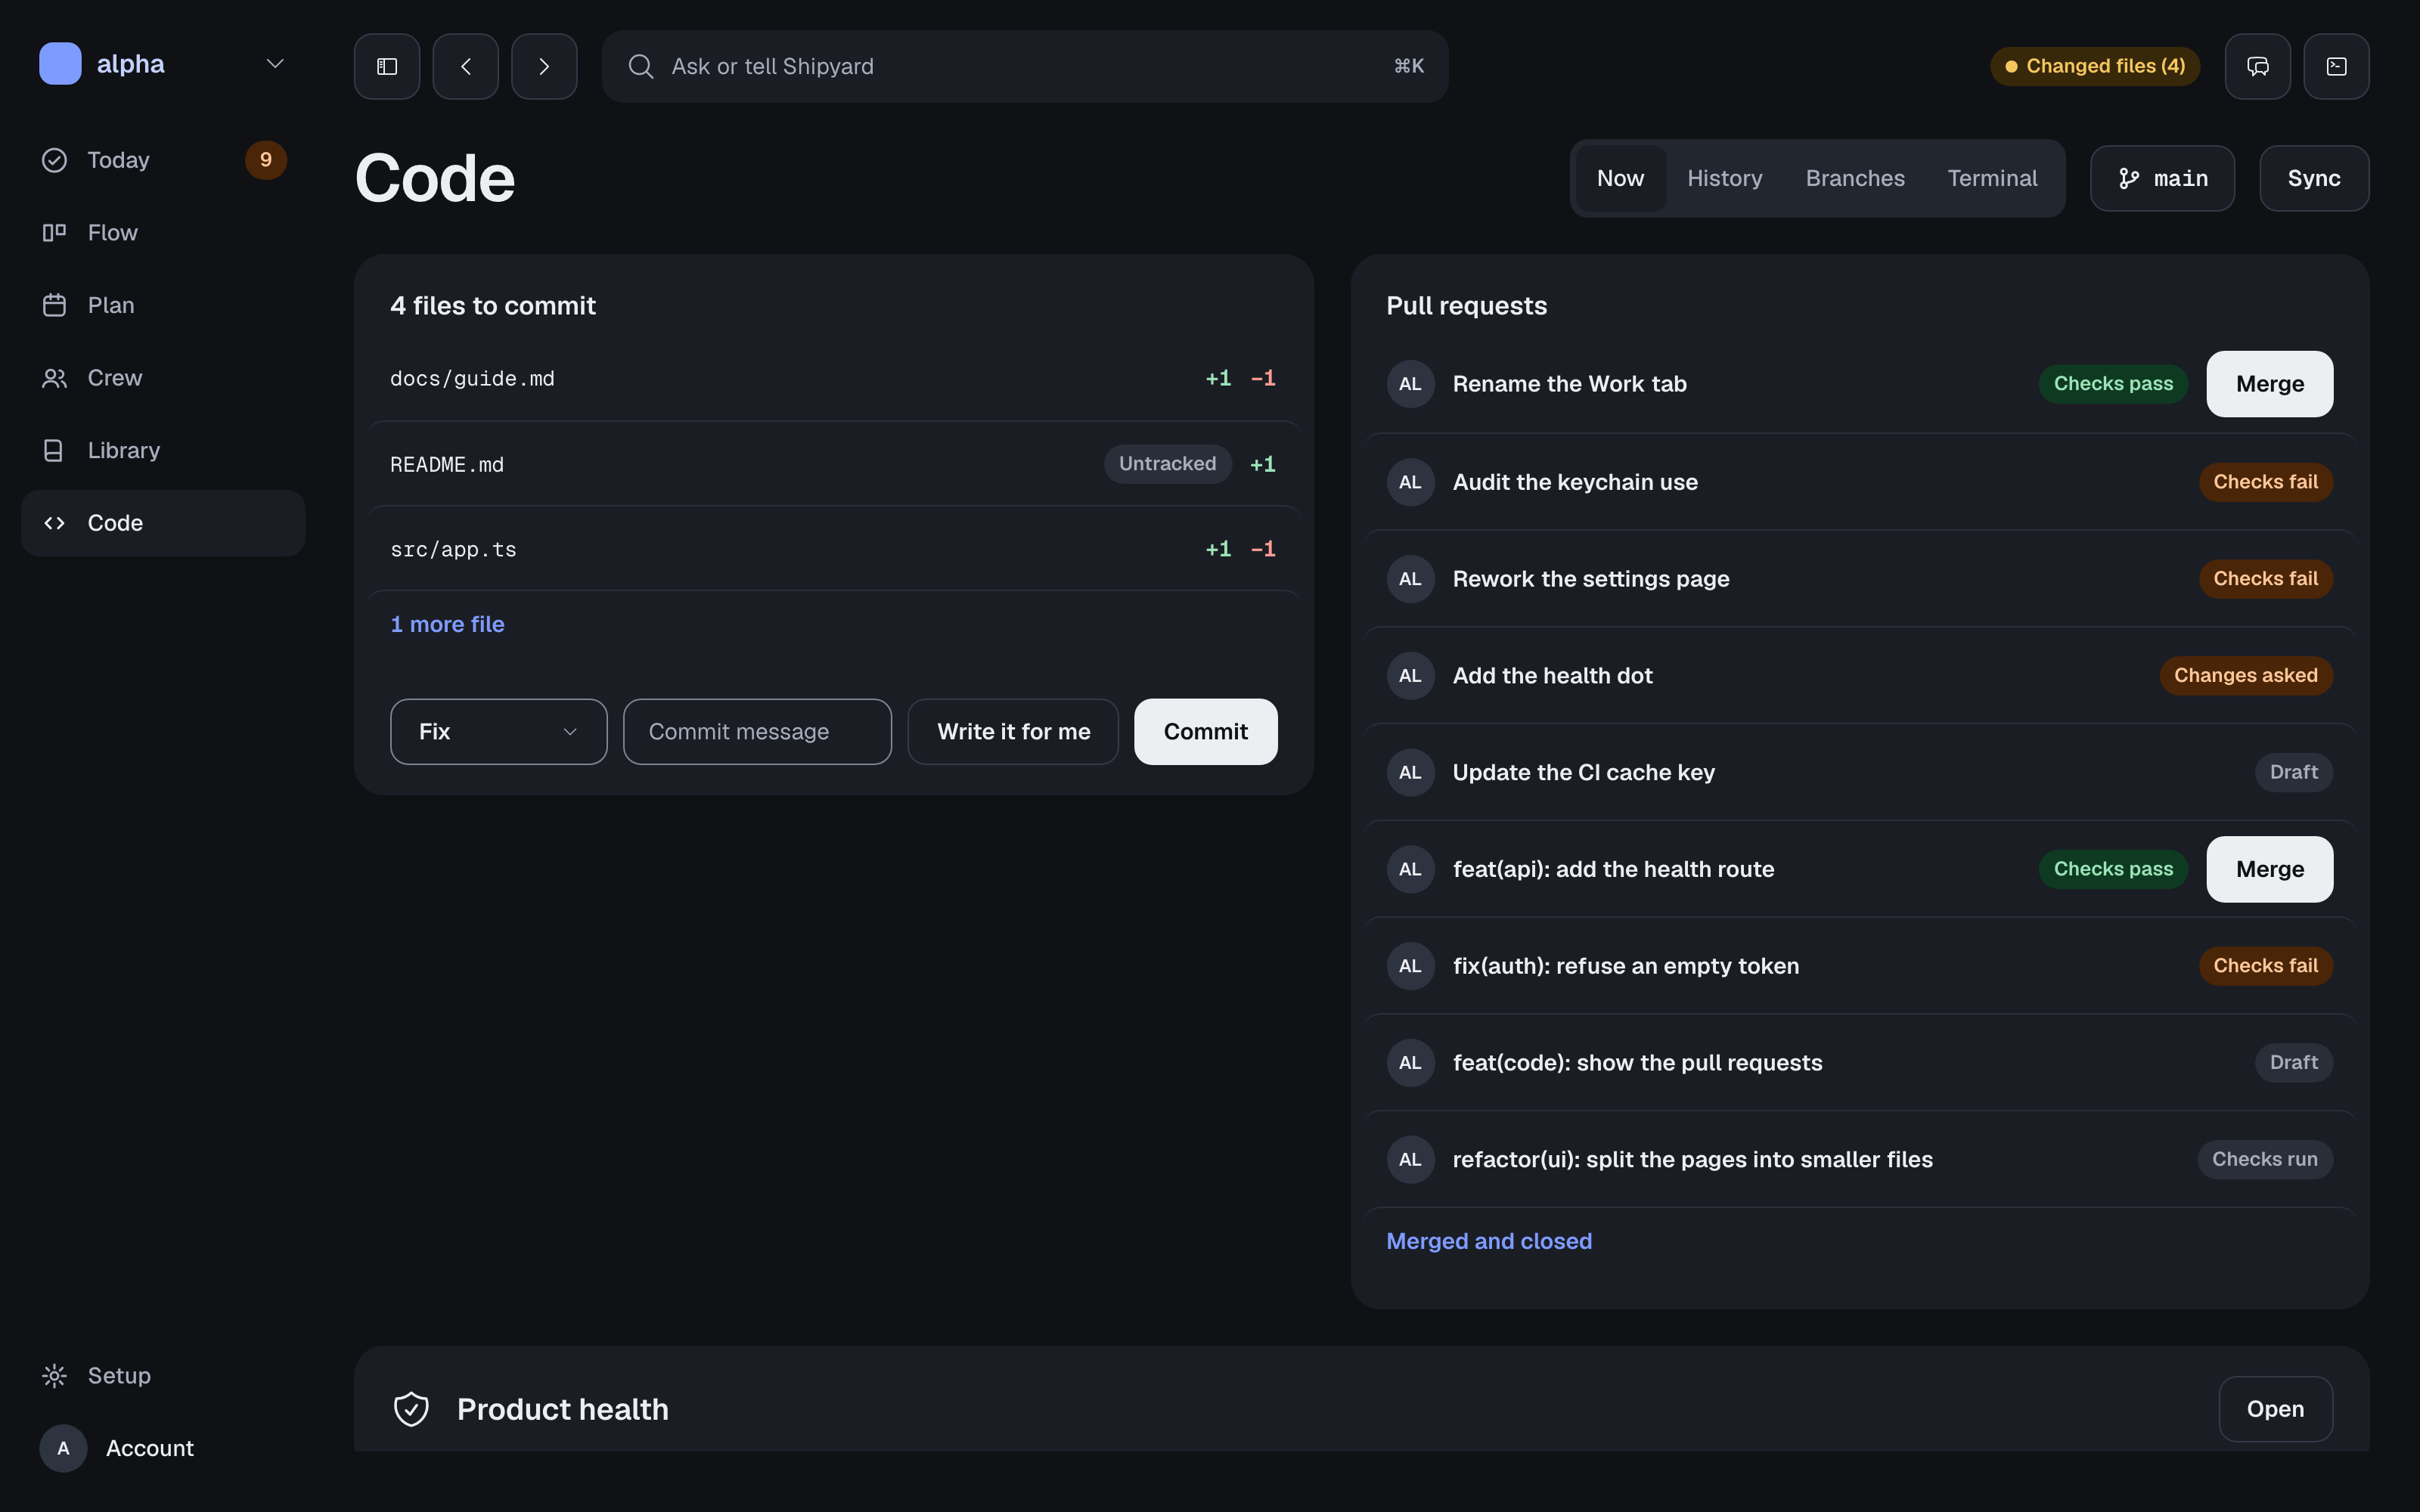 alpha
Ask or tell Shipyard
⌘K
Changed files (4)
Today
9
Flow
Plan
Crew
Library
Code
Setup
A
Account
Code
Now
History
Branches
Terminal
main
Sync
4 files to commit
docs/guide.md +1 −1
README.md Untracked +1
src/app.ts +1 −1
1 more file
Fix
Commit message
Write it for me
Commit
Pull requests
AL Rename the Work tab Checks pass Merge
AL Audit the keychain use Checks fail
AL Rework the settings page Checks fail
AL Add the health dot Changes asked
AL Update the CI cache key Draft
AL feat(api): add the health route Checks pass Merge
AL fix(auth): refuse an empty token Checks fail
AL feat(code): show the pull requests Draft
AL refactor(ui): split the pages into smaller files Checks run
Merged and closed
Product health
Open